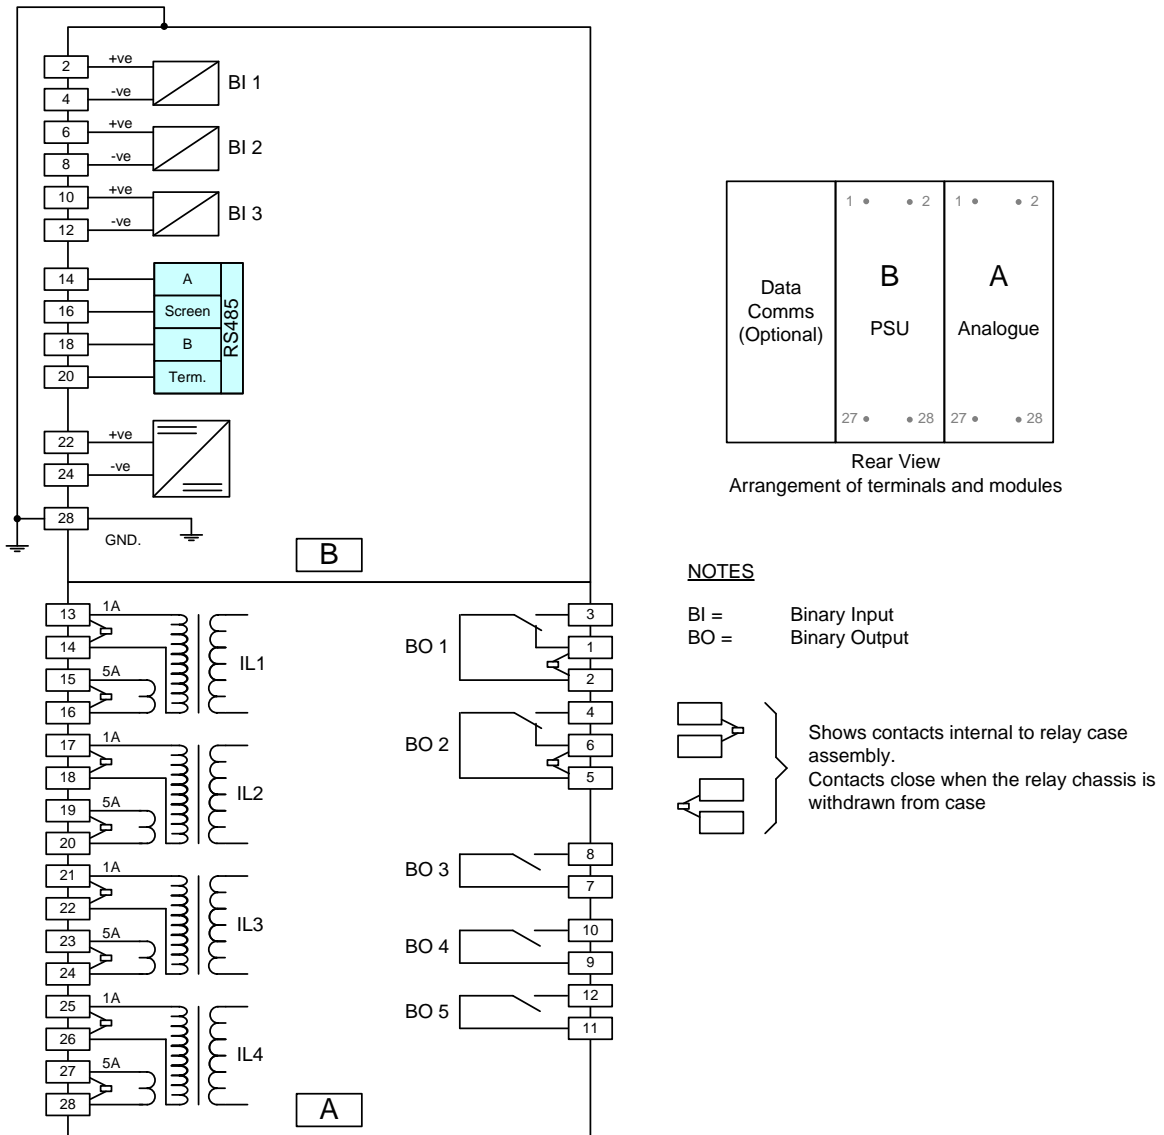 2 +ve
4 -ve
BI 1
6 +ve
8 -ve
BI 2
10 +ve
12 -ve
BI 3
14 A
16 Screen
18 B
20 Term.
RS485
22 +ve
24 -ve
28
GND.
B
13 1A
14
15 5A
16
IL1
17 1A
18
19 5A
20
IL2
21 1A
22
23 5A
24
IL3
25 1A
26
27 5A
28
IL4
A
BO 1
3
1
2
BO 2
4
6
5
BO 3
8
7
BO 4
10
9
BO 5
12
11
Data
Comms
(Optional)
1 2
B
PSU
27 28
1 2
A
Analogue
27 28
Rear View
Arrangement of terminals and modules
NOTES
BI = Binary Input
BO = Binary Output
Shows contacts internal to relay case
assembly.
Contacts close when the relay chassis is
withdrawn from case